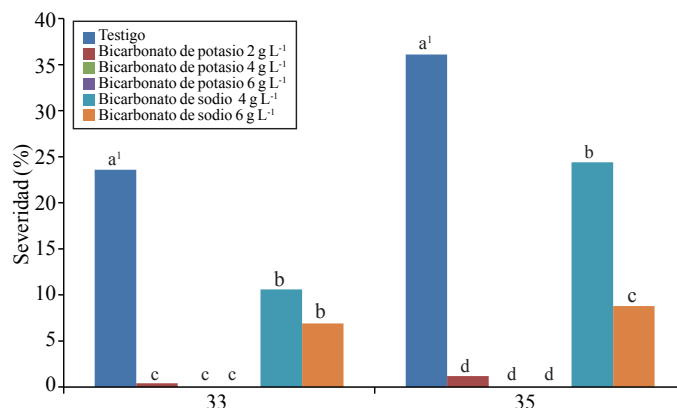 40
35
30
25
20
15
10
5
0
Severidad (%)
Testigo
Bicarbonato de potasio 2 g L⁻¹
Bicarbonato de potasio 4 g L⁻¹
Bicarbonato de potasio 6 g L⁻¹
Bicarbonato de sodio 4 g L⁻¹
Bicarbonato de sodio 6 g L⁻¹
a¹ c c c b b
a¹ d d d b c
33 35